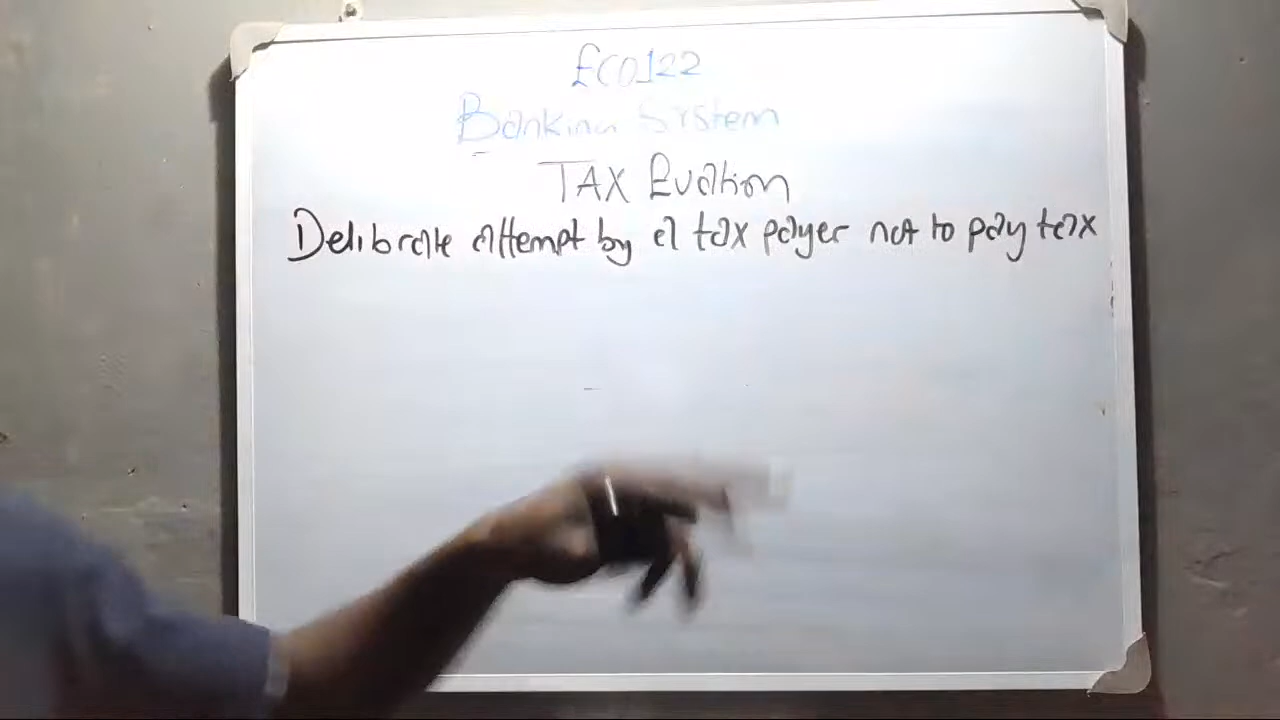 ECO122
Banking System
TAX Evation
Delibrate attempt by a tax payer not to pay tax